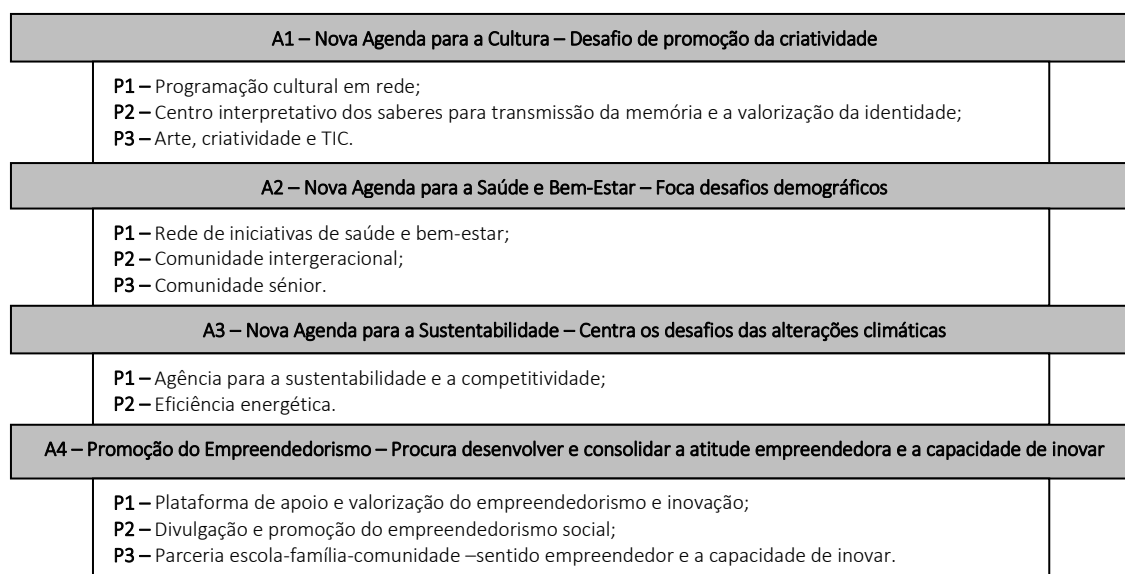 A1 – Nova Agenda para a Cultura – Desafio de promoção da criatividade
P1 – Programação cultural em rede;
P2 – Centro interpretativo dos saberes para transmissão da memória e a valorização da identidade;
P3 – Arte, criatividade e TIC.
A2 – Nova Agenda para a Saúde e Bem-Estar – Foca desafios demográficos
P1 – Rede de iniciativas de saúde e bem-estar;
P2 – Comunidade intergeracional;
P3 – Comunidade sénior.
A3 – Nova Agenda para a Sustentabilidade – Centra os desafios das alterações climáticas
P1 – Agência para a sustentabilidade e a competitividade;
P2 – Eficiência energética.
A4 – Promoção do Empreendedorismo – Procura desenvolver e consolidar a atitude empreendedora e a capacidade de inovar
P1 – Plataforma de apoio e valorização do empreendedorismo e inovação;
P2 – Divulgação e promoção do empreendedorismo social;
P3 – Parceria escola-família-comunidade –sentido empreendedor e a capacidade de inovar.